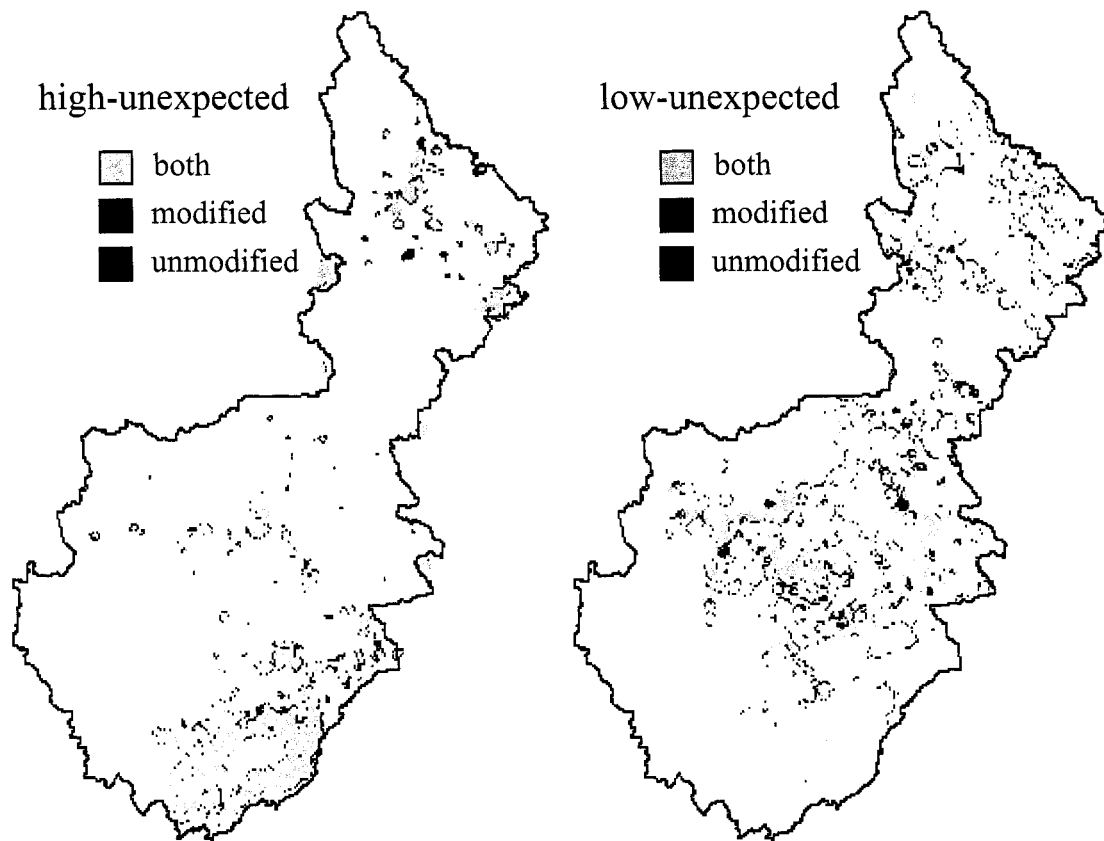 high-unexpected
both
modified
unmodified
low-unexpected
both
modified
unmodified